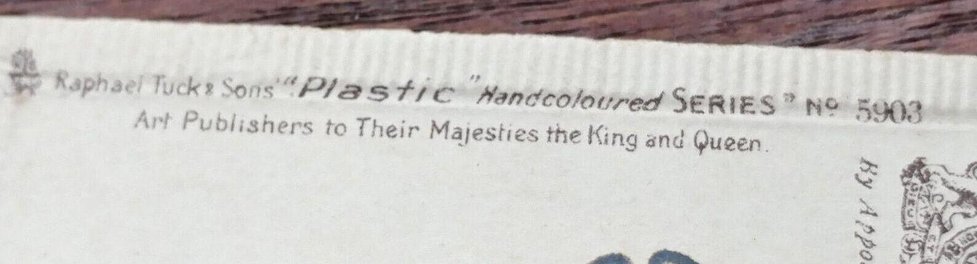 Raphael Tuck & Sons' "Plastic" Handcoloured SERIES" No 5903
Art Publishers to Their Majesties the King and Queen.
By Appo